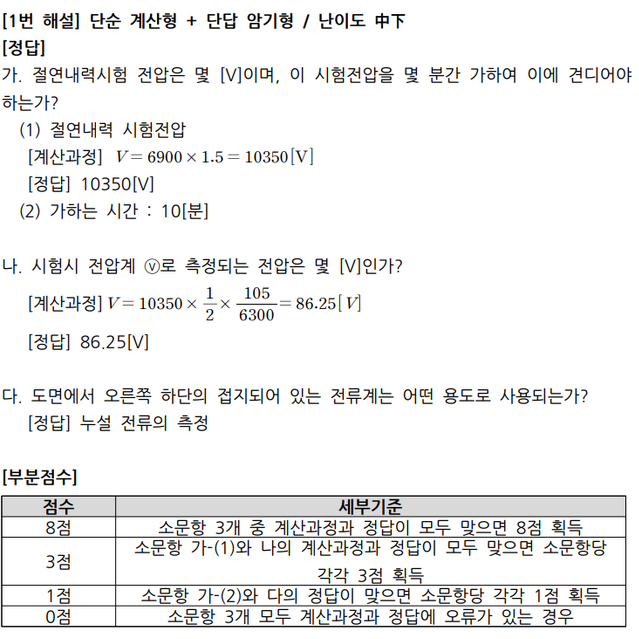 [1번 해설] 단순 계산형 + 단답 암기형 / 난이도 中下
[정답]
가. 절연내력시험 전압은 몇 [V]이며, 이 시험전압을 몇 분간 가하여 이에 견디어야
하는가?
(1) 절연내력 시험전압
[계산과정] V = 6900 × 1.5 = 10350[V]
[정답] 10350[V]
(2) 가하는 시간 : 10[분]
나. 시험시 전압계 ⓥ로 측정되는 전압은 몇 [V]인가?
[계산과정] V = 10350 × 1/2 × 105/6300 = 86.25[V]
[정답] 86.25[V]
다. 도면에서 오른쪽 하단의 접지되어 있는 전류계는 어떤 용도로 사용되는가?
[정답] 누설 전류의 측정
[부분점수]
점수 세부기준
8점 소문항 3개 중 계산과정과 정답이 모두 맞으면 8점 획득
3점 소문항 가-(1)와 나의 계산과정과 정답이 모두 맞으면 소문항당
각각 3점 획득
1점 소문항 가-(2)와 다의 정답이 맞으면 소문항당 각각 1점 획득
0점 소문항 3개 모두 계산과정과 정답에 오류가 있는 경우